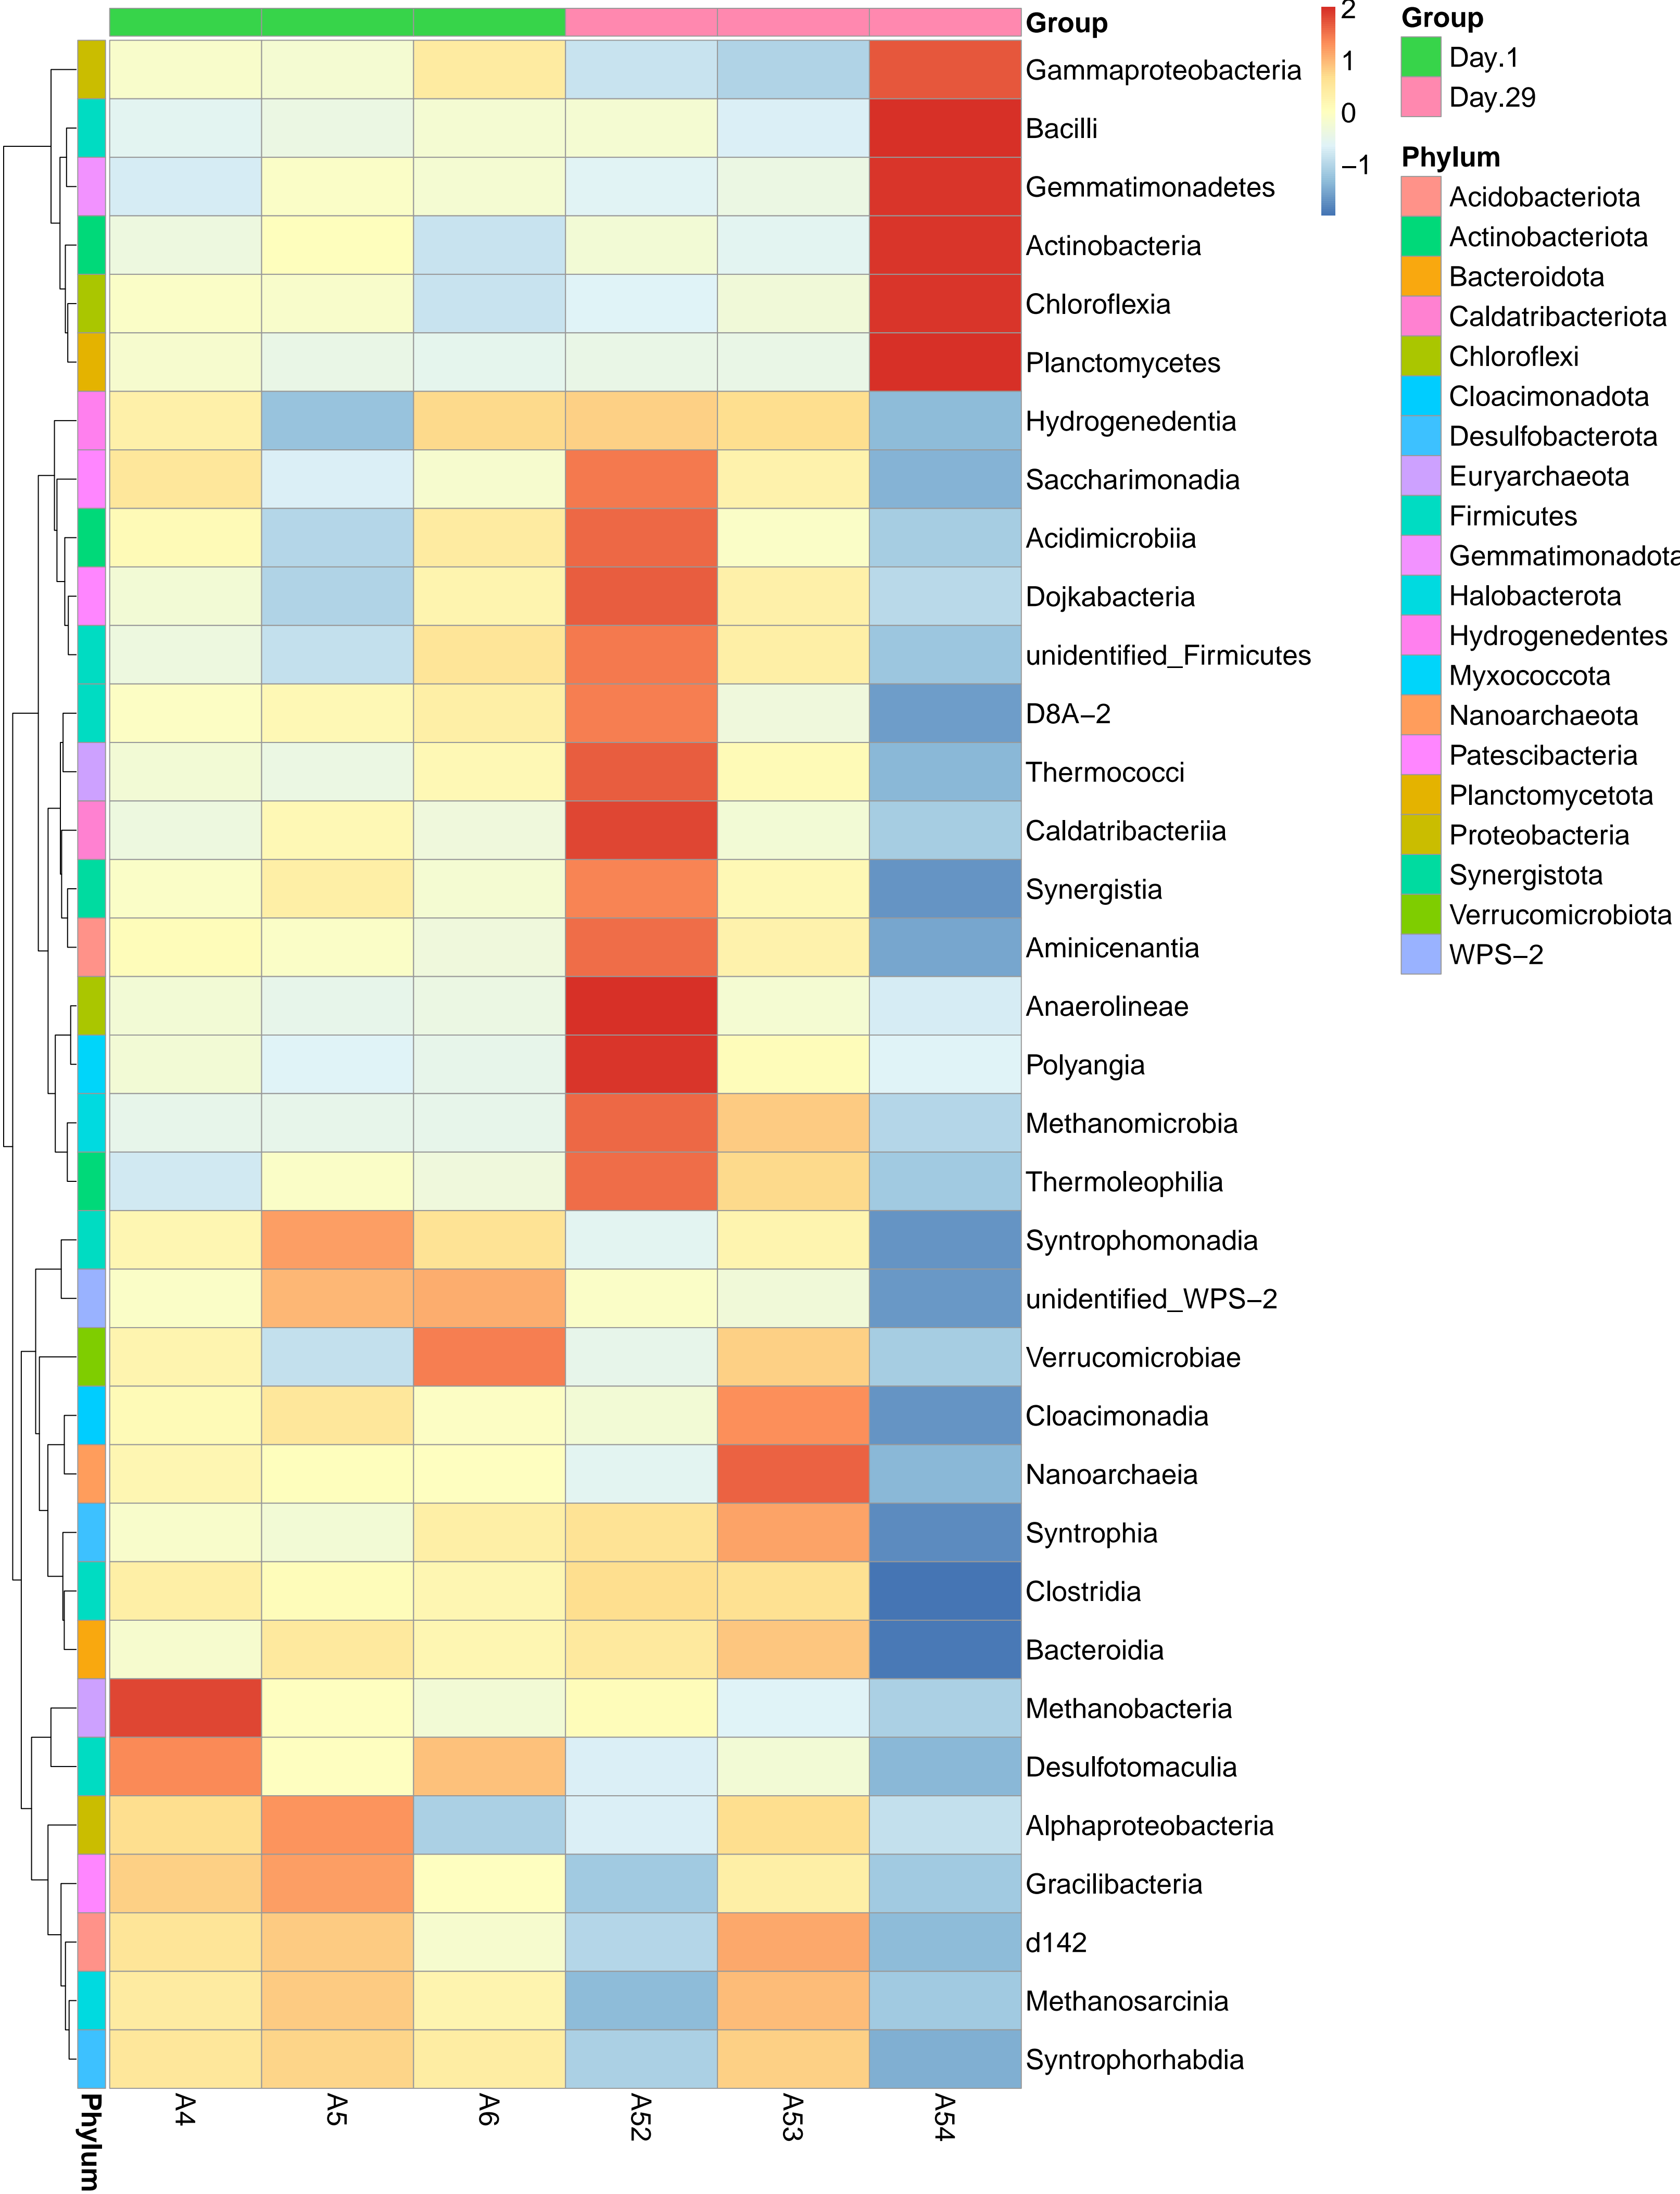 Group
Gammaproteobacteria
Bacilli
Gemmatimonadetes
Actinobacteria
Chloroflexia
Planctomycetes
Hydrogenedentia
Saccharimonadia
Acidimicrobiia
Dojkabacteria
unidentified_Firmicutes
D8A−2
Thermococci
Caldatribacteriia
Synergistia
Aminicenantia
Anaerolineae
Polyangia
Methanomicrobia
Thermoleophilia
Syntrophomonadia
unidentified_WPS−2
Verrucomicrobiae
Cloacimonadia
Nanoarchaeia
Syntrophia
Clostridia
Bacteroidia
Methanobacteria
Desulfotomaculia
Alphaproteobacteria
Gracilibacteria
d142
Methanosarcinia
Syntrophorhabdia
Phylum
A4
A5
A6
A52
A53
A54
2
1
0
−1
Group
Day.1
Day.29
Phylum
Acidobacteriota
Actinobacteriota
Bacteroidota
Caldatribacteriota
Chloroflexi
Cloacimonadota
Desulfobacterota
Euryarchaeota
Firmicutes
Gemmatimonadota
Halobacterota
Hydrogenedentes
Myxococcota
Nanoarchaeota
Patescibacteria
Planctomycetota
Proteobacteria
Synergistota
Verrucomicrobiota
WPS−2